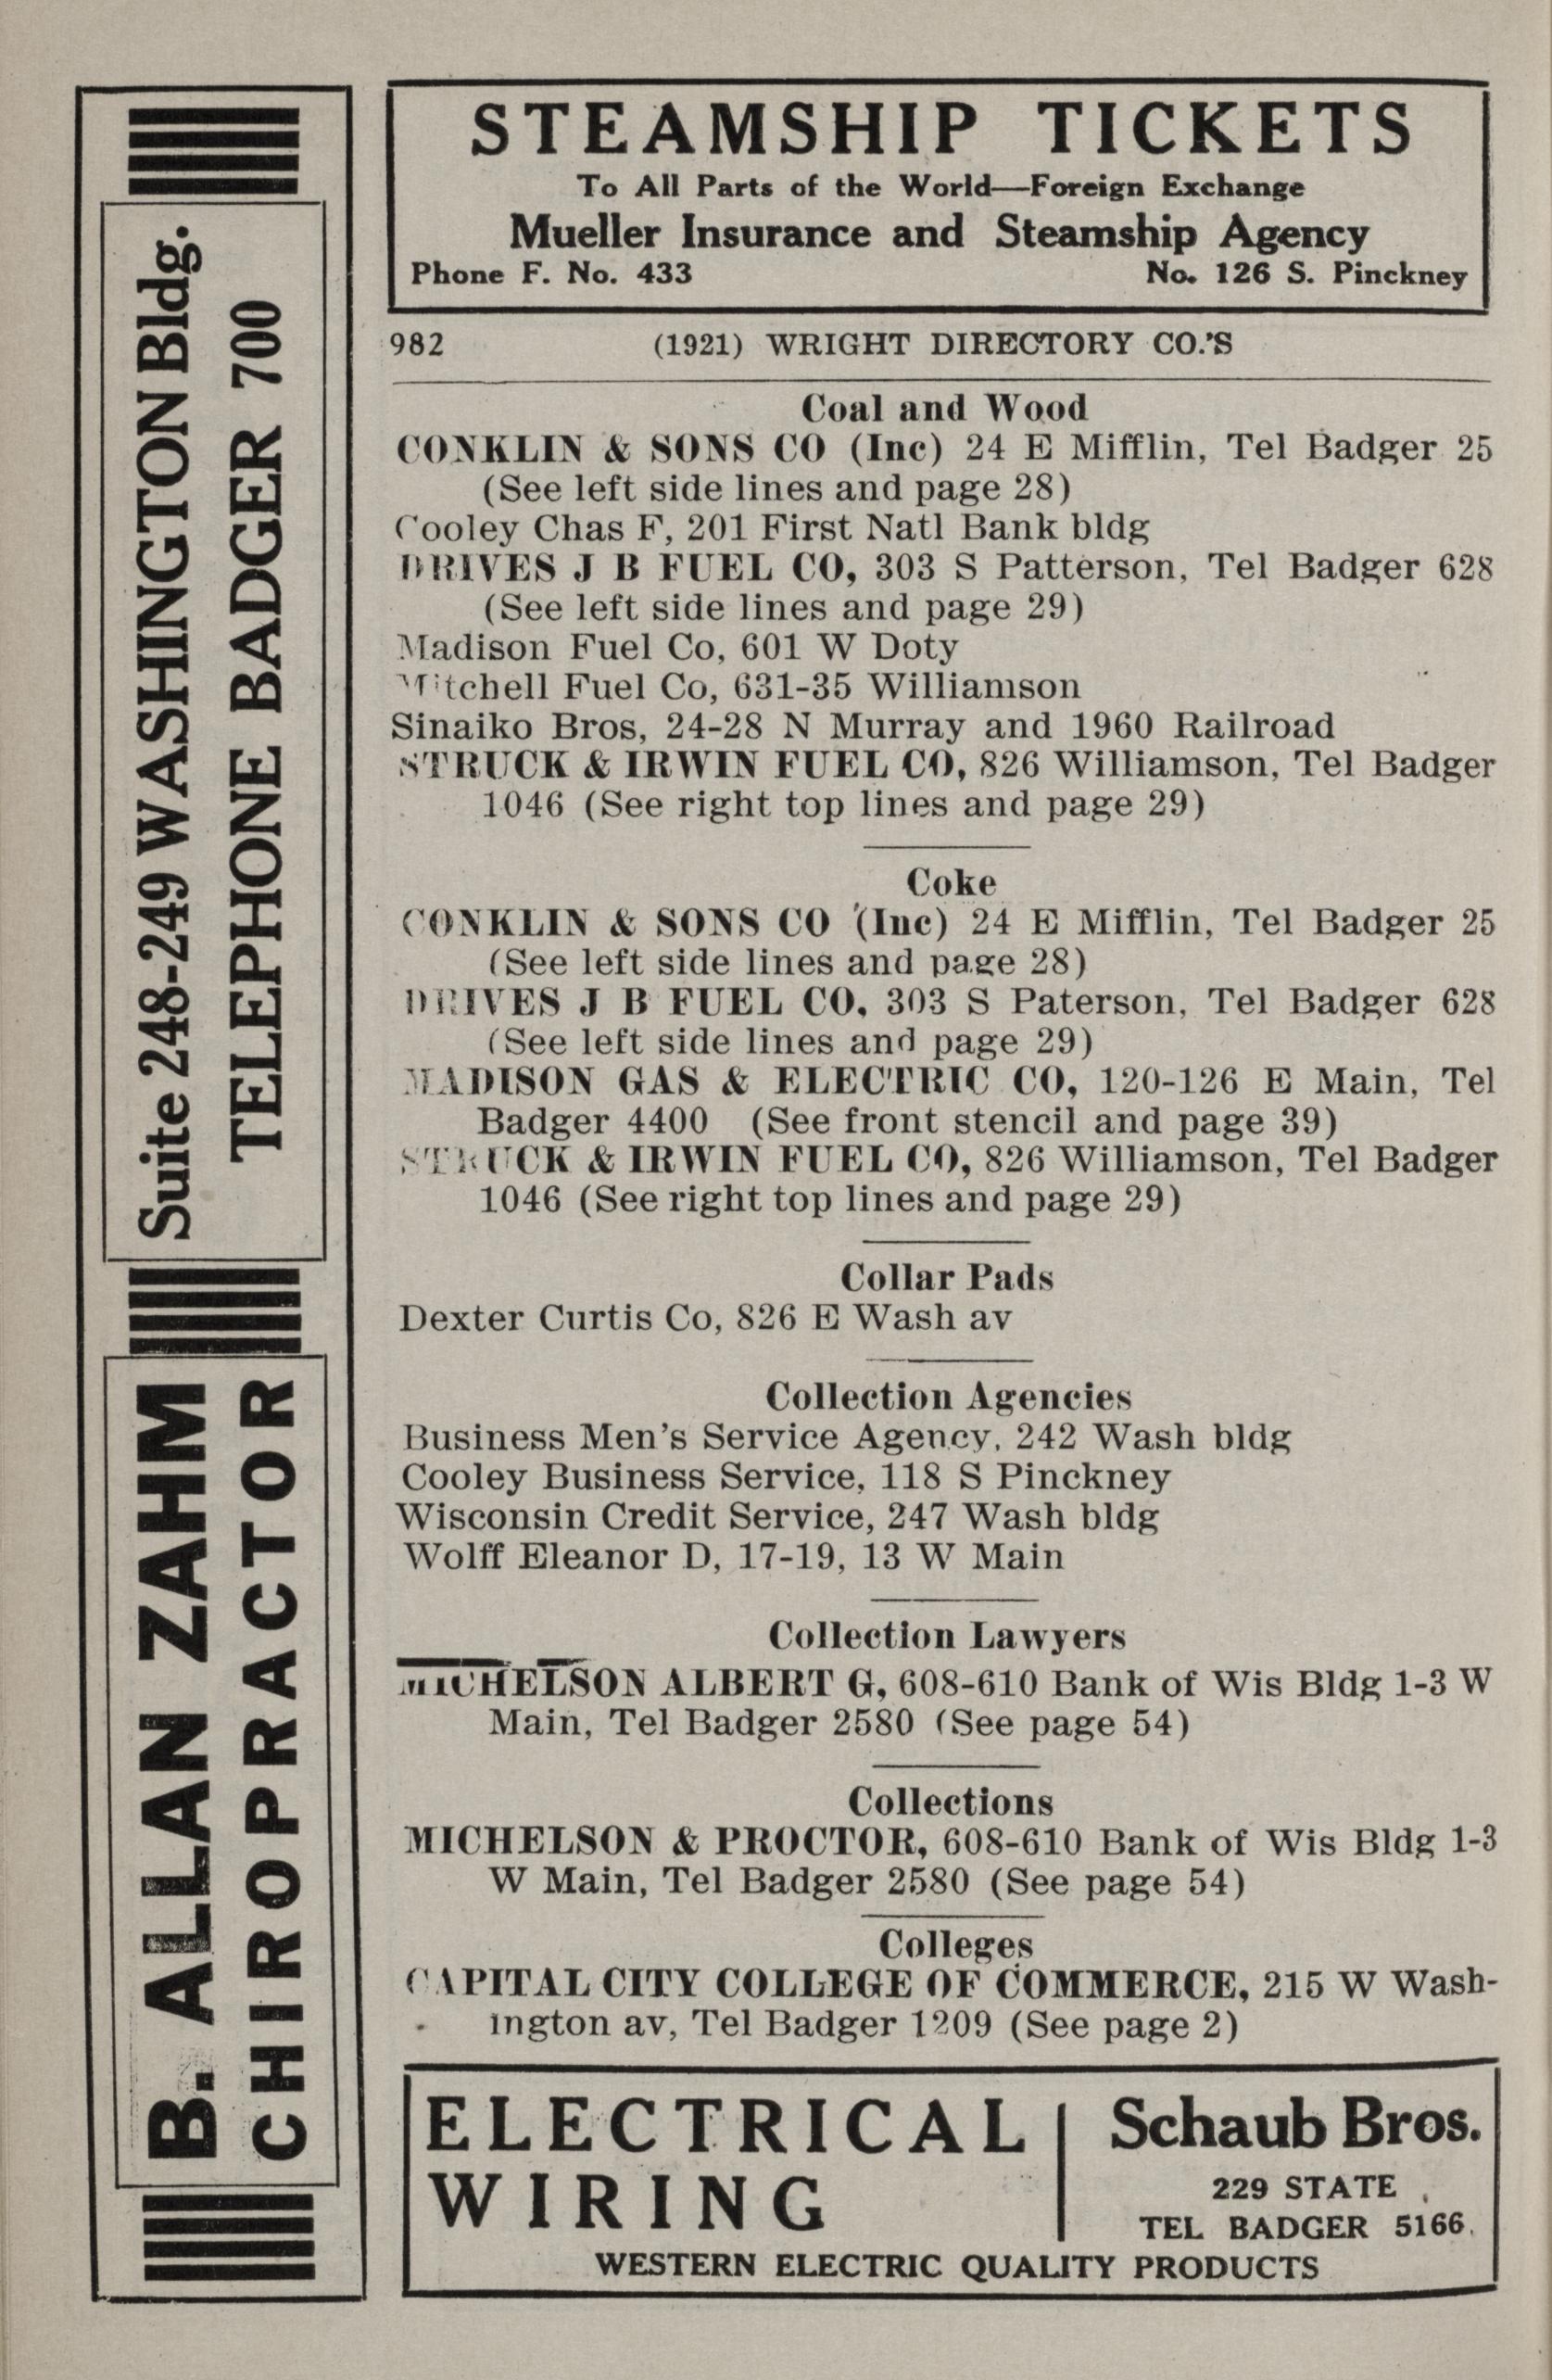 STEAMSHIP TICKETS
To All Parts of the World—Foreign Exchange
Mueller Insurance and Steamship Agency
Phone F. No. 433 No. 126 S. Pinckney
982 (1921) WRIGHT DIRECTORY CO.'S
Coal and Wood
CONKLIN & SONS CO (Inc) 24 E Mifflin, Tel Badger 25
(See left side lines and page 28)
Cooley Chas F, 201 First Natl Bank bldg
DRIVES J B FUEL CO, 303 S Patterson, Tel Badger 628
(See left side lines and page 29)
Madison Fuel Co, 601 W Doty
Mitchell Fuel Co, 631-35 Williamson
Sinaiko Bros, 24-28 N Murray and 1960 Railroad
STRUCK & IRWIN FUEL CO, 826 Williamson, Tel Badger
1046 (See right top lines and page 29)
Coke
CONKLIN & SONS CO (Inc) 24 E Mifflin, Tel Badger 25
(See left side lines and page 28)
DRIVES J B FUEL CO, 303 S Paterson, Tel Badger 628
(See left side lines and page 29)
MADISON GAS & ELECTRIC CO, 120-126 E Main, Tel
Badger 4400 (See front stencil and page 39)
STRUCK & IRWIN FUEL CO, 826 Williamson, Tel Badger
1046 (See right top lines and page 29)
Collar Pads
Dexter Curtis Co, 826 E Wash av
Collection Agencies
Business Men's Service Agency, 242 Wash bldg
Cooley Business Service, 118 S Pinckney
Wisconsin Credit Service, 247 Wash bldg
Wolff Eleanor D, 17-19, 13 W Main
Collection Lawyers
MICHELSON ALBERT G, 608-610 Bank of Wis Bldg 1-3 W
Main, Tel Badger 2580 (See page 54)
Collections
MICHELSON & PROCTOR, 608-610 Bank of Wis Bldg 1-3
W Main, Tel Badger 2580 (See page 54)
Colleges
CAPITAL CITY COLLEGE OF COMMERCE, 215 W Wash-
ington av, Tel Badger 1209 (See page 2)
ELECTRICAL
WIRING
Schaub Bros.
229 STATE
TEL BADGER 5166.
WESTERN ELECTRIC QUALITY PRODUCTS
B. ALLAN ZAHM
CHIROPRACTOR
Suite 248-249 WASHINGTON Bldg.
TELEPHONE BADGER 700